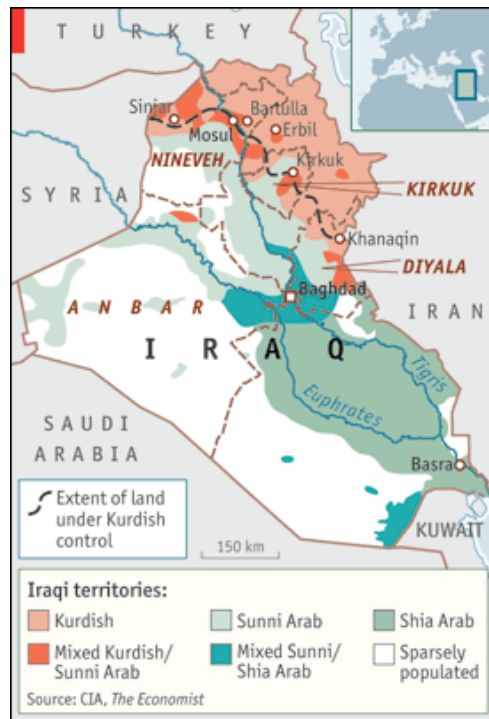 TURKEY
Sinjar
Bartulla
Mosul
Erbil
NINEVEH
Kirkuk
KIRKUK
SYRIA
Khanaqin
DIYALA
Baghdad
ANBAR
IRAN
IRAQ
Tigris
Euphrates
SAUDI
ARABIA
Basra
Extent of land
under Kurdish
control
KUWAIT
150 km
Iraqi territories:
Kurdish
Sunni Arab
Shia Arab
Mixed Kurdish/
Sunni Arab
Mixed Sunni/
Shia Arab
Sparsely
populated
Source: CIA, The Economist